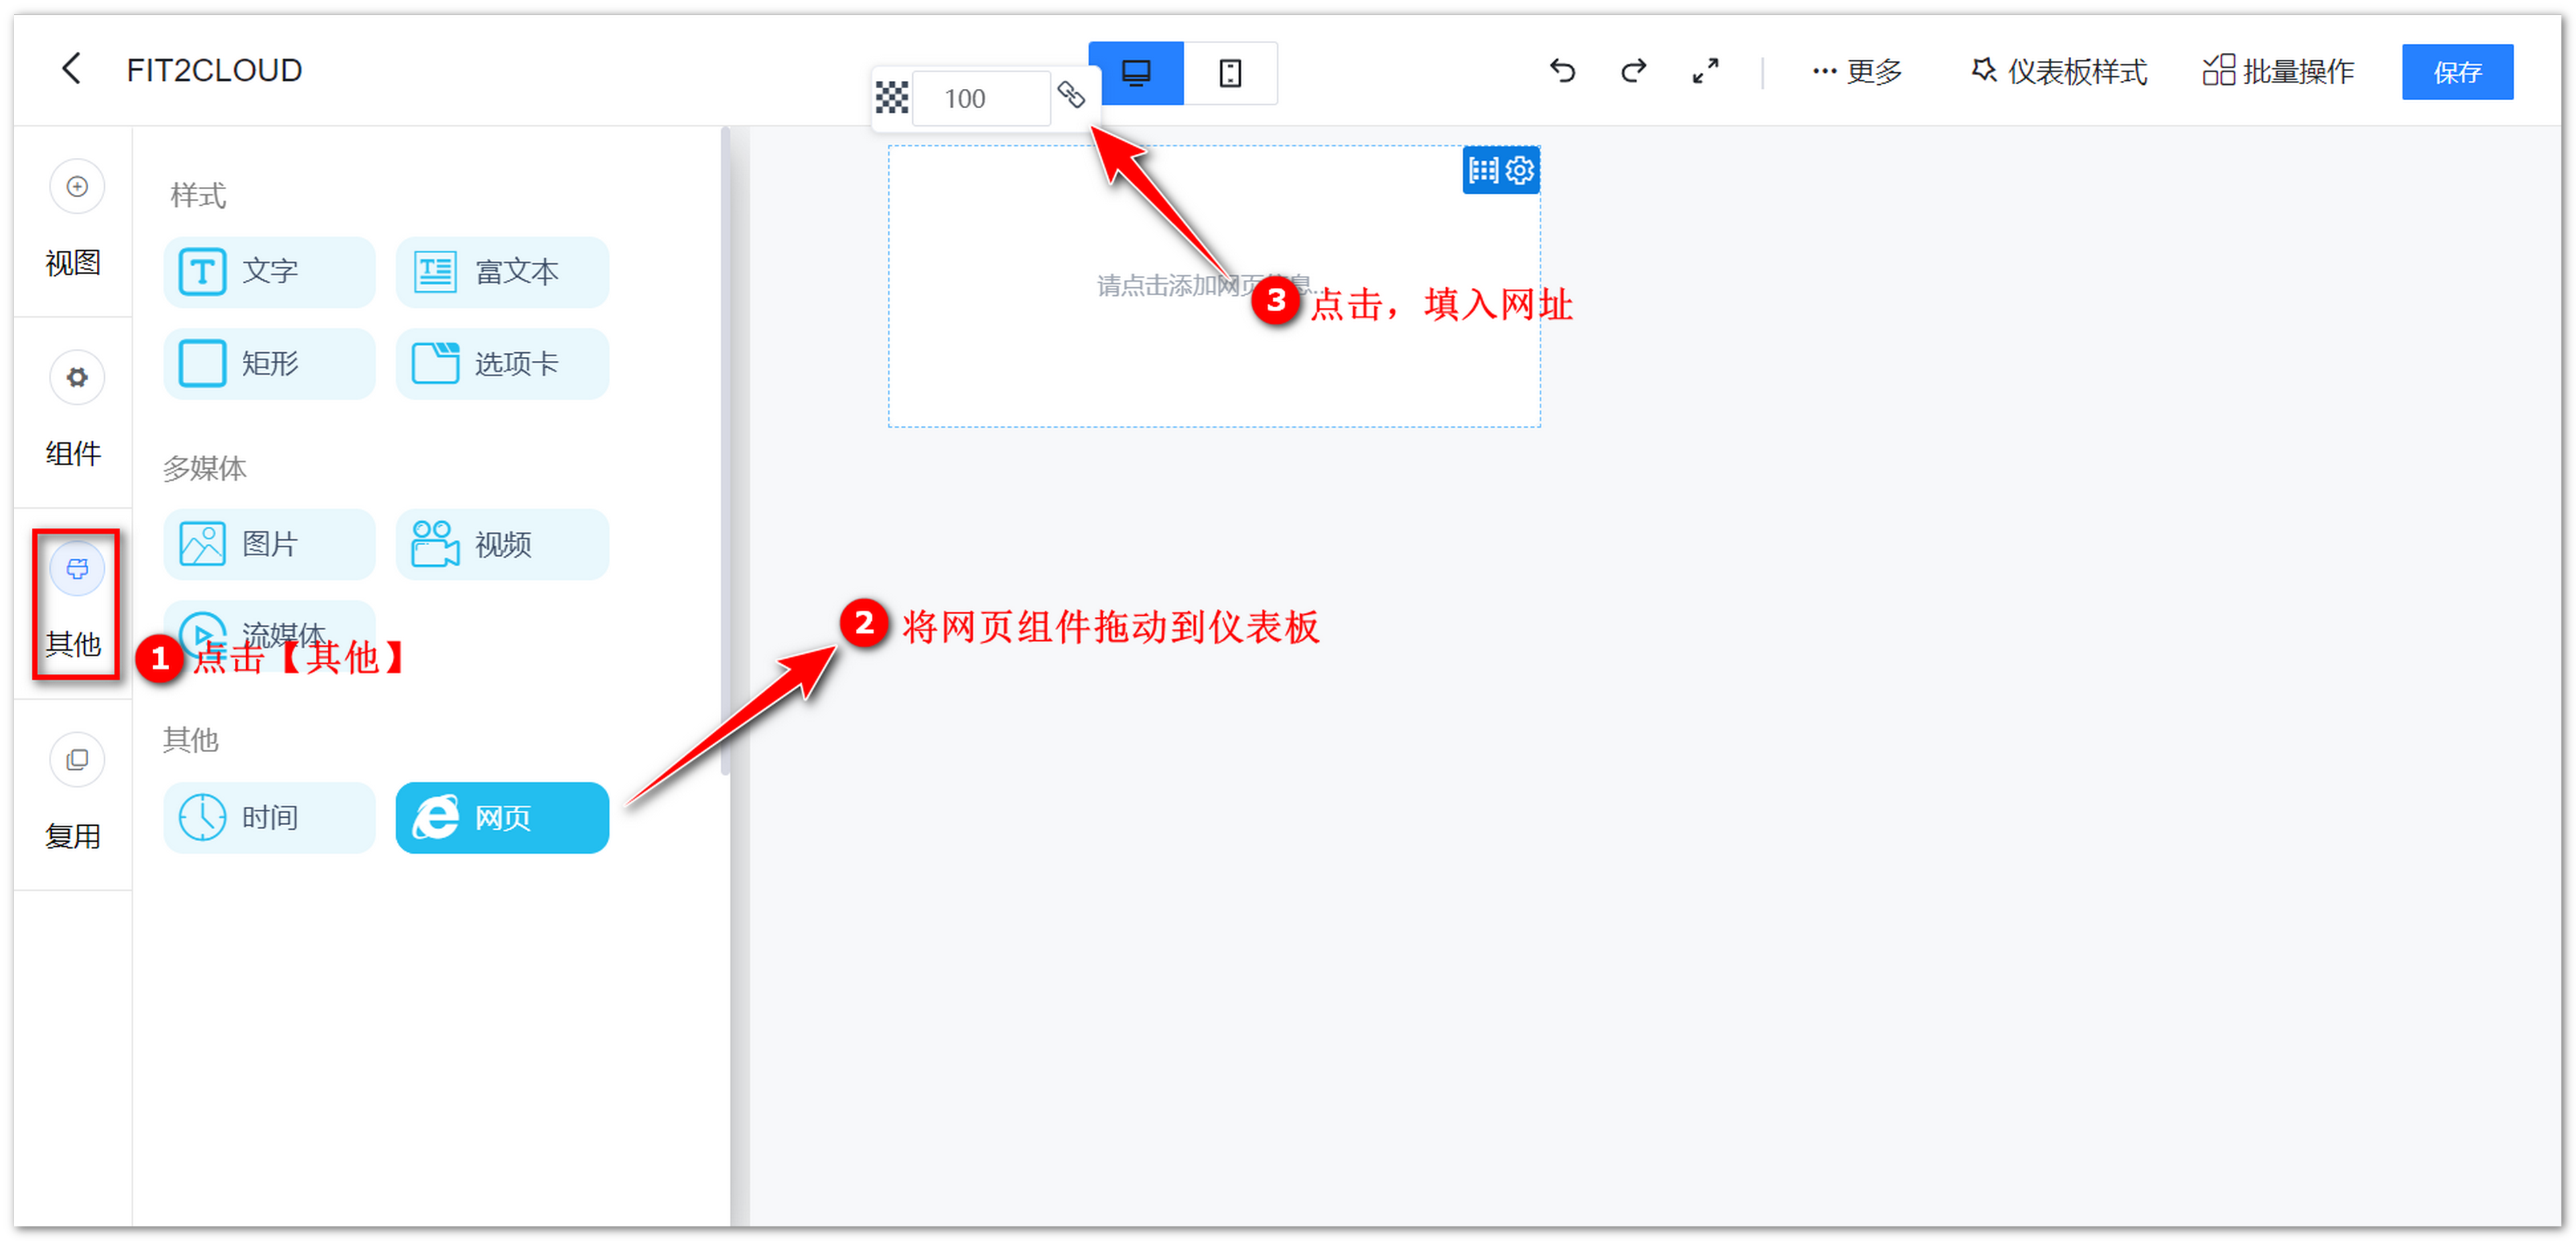 FIT2CLOUD
100
更多
仪表板样式
批量操作
保存
视图
组件
其他
复用
样式
文字
富文本
矩形
选项卡
多媒体
图片
视频
流媒体
其他
时间
网页
请点击添加网页信息...
1 点击【其他】
2 将网页组件拖动到仪表板
3 点击，填入网址